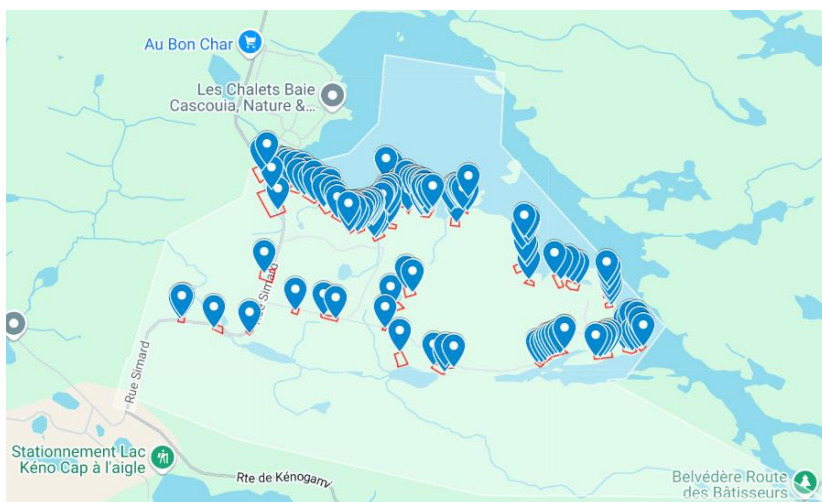 Au Bon Char
Les Chalets Baie
Cascouia, Nature &...
Rue Simard
Rue Simard
Stationnement Lac
Kéno Cap à l'aigle
Rte de Kénogami
Belvédère Route
des Bâtisseurs